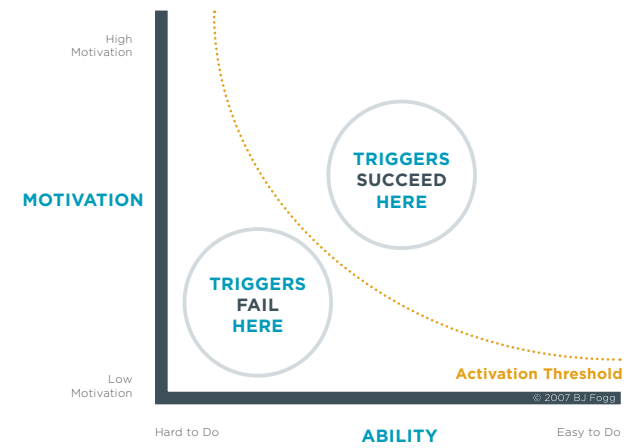 High
Motivation
TRIGGERS
SUCCEED
HERE
MOTIVATION
TRIGGERS
FAIL
HERE
Low
Motivation
Activation Threshold
© 2007 BJ Fogg
Hard to Do
ABILITY
Easy to Do